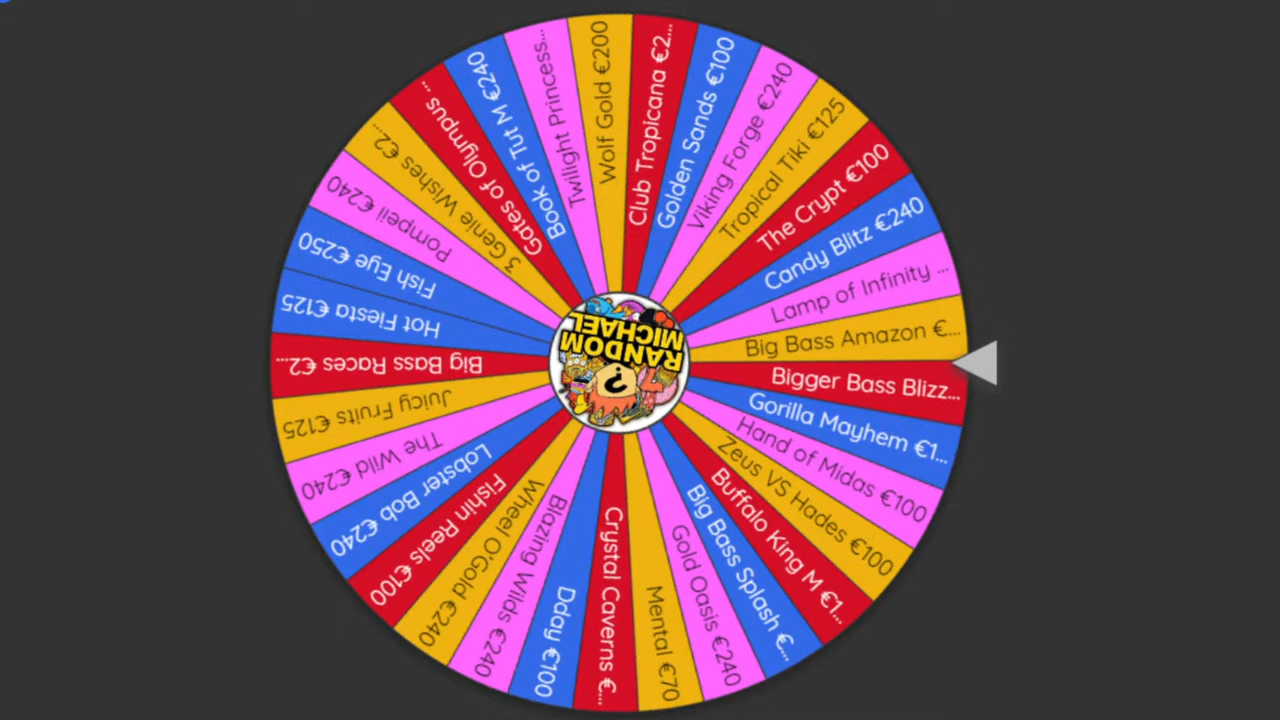 Wolf Gold €200
Club Tropicana €2...
Golden Sands €100
Viking Forge €240
Tropical Tiki €125
The Crypt €100
Candy Blitz €240
Lamp of Infinity ...
Big Bass Amazon €...
Bigger Bass Blizz...
Gorilla Mayhem €1...
Hand of Midas €100
Zeus VS Hades €100
Buffalo King M €1...
Big Bass Splash €...
Gold Oasis €240
Mental €70
Crystal Caverns €...
Dday €100
Blazing Wilds €240
Wheel O'Gold €240
Fishin Reels €100
Lobster Bob €240
The Wild €240
Juicy Fruits €125
Big Bass Races €2...
Hot Fiesta €125
Fish Eye €250
Pompeii €240
3 Genie Wishes €2...
Gates of Olympus ...
Book of Tut M €240
Twilight Princess...
RANDOM
MICHAEL
?